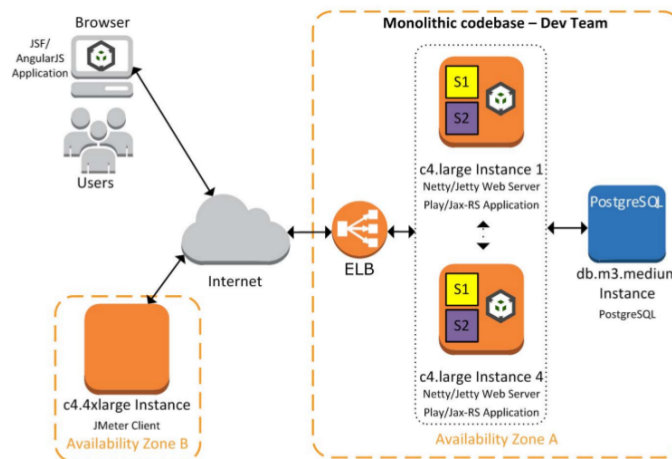 Browser
JSF/
AngularJS
Application
Users
Internet
c4.4xlarge Instance
JMeter Client
Availability Zone B
Monolithic codebase – Dev Team
ELB
S1
S2
c4.large Instance 1
Netty/Jetty Web Server
Play/Jax-RS Application
S1
S2
c4.large Instance 4
Netty/Jetty Web Server
Play/Jax-RS Application
PostgreSQL
db.m3.medium
Instance
PostgreSQL
Availability Zone A